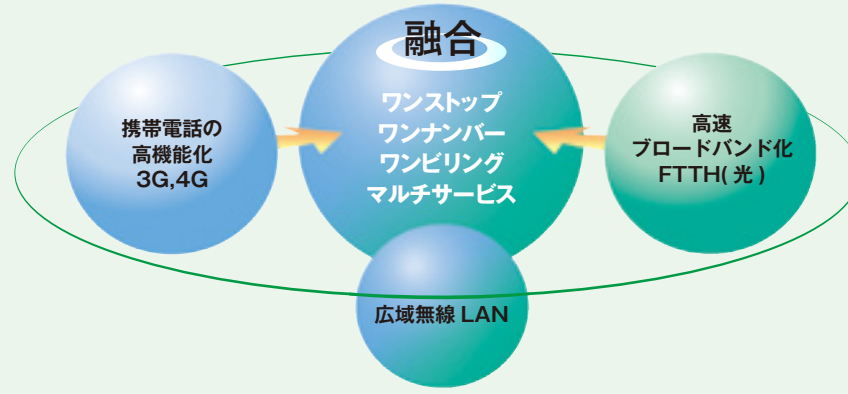 融合
ワンストップ
ワンナンバー
ワンビリング
マルチサービス
携帯電話の
高機能化
3G,4G
高速
ブロードバンド化
FTTH( 光 )
広域無線 LAN